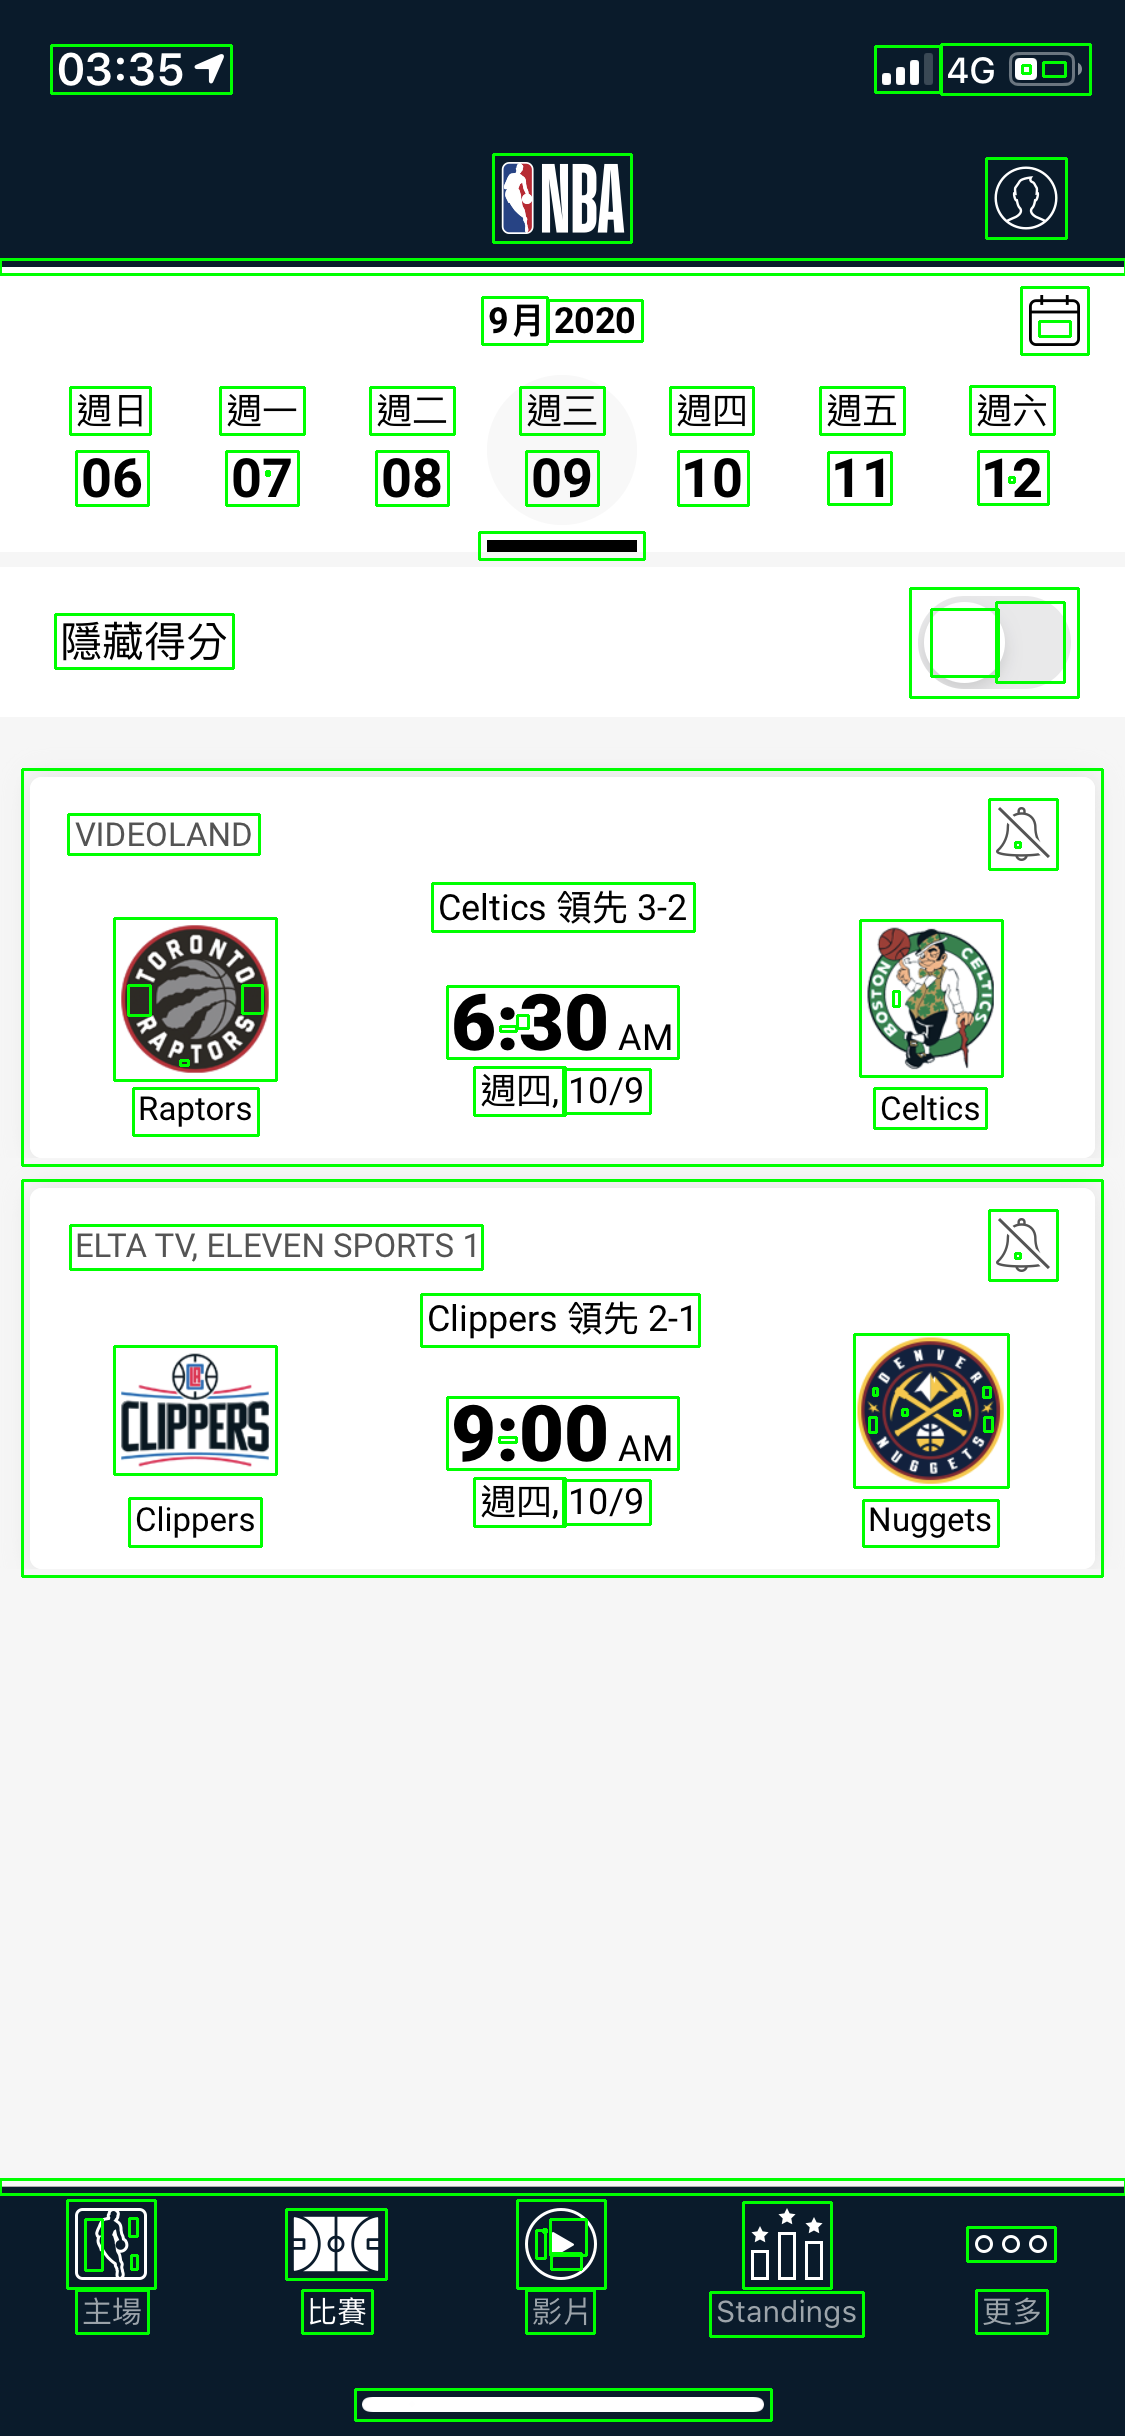 03:35 4G
NBA
9月 2020
週日 週一 週二 週三 週四 週五 週六
06 07 08 09 10 11 12
隱藏得分
VIDEOLAND
Celtics 領先 3-2
TORONTO RAPTORS
BOSTON CELTICS
6:30 AM
週四, 10/9
Raptors
Celtics
ELTA TV, ELEVEN SPORTS 1
Clippers 領先 2-1
LA CLIPPERS
DENVER NUGGETS
9:00 AM
週四, 10/9
Clippers
Nuggets
主場 比賽 影片 Standings 更多